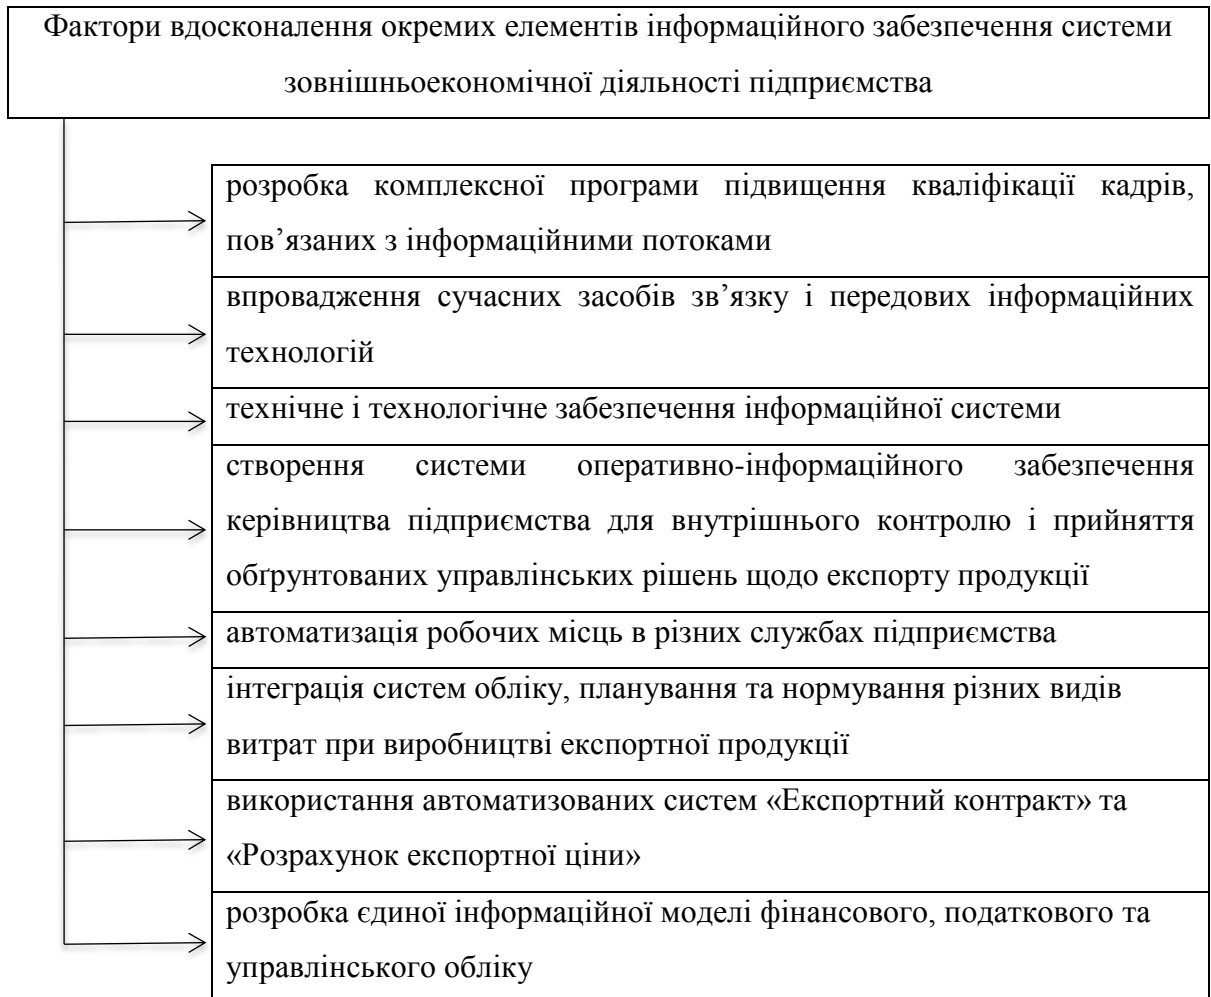 Фактори вдосконалення окремих елементів інформаційного забезпечення системи
зовнішньоекономічної діяльності підприємства
розробка комплексної програми підвищення кваліфікації кадрів,
пов’язаних з інформаційними потоками
впровадження сучасних засобів зв’язку і передових інформаційних
технологій
технічне і технологічне забезпечення інформаційної системи
створення системи оперативно-інформаційного забезпечення
керівництва підприємства для внутрішнього контролю і прийняття
обґрунтованих управлінських рішень щодо експорту продукції
автоматизація робочих місць в різних службах підприємства
інтеграція систем обліку, планування та нормування різних видів
витрат при виробництві експортної продукції
використання автоматизованих систем «Експортний контракт» та
«Розрахунок експортної ціни»
розробка єдиної інформаційної моделі фінансового, податкового та
управлінського обліку